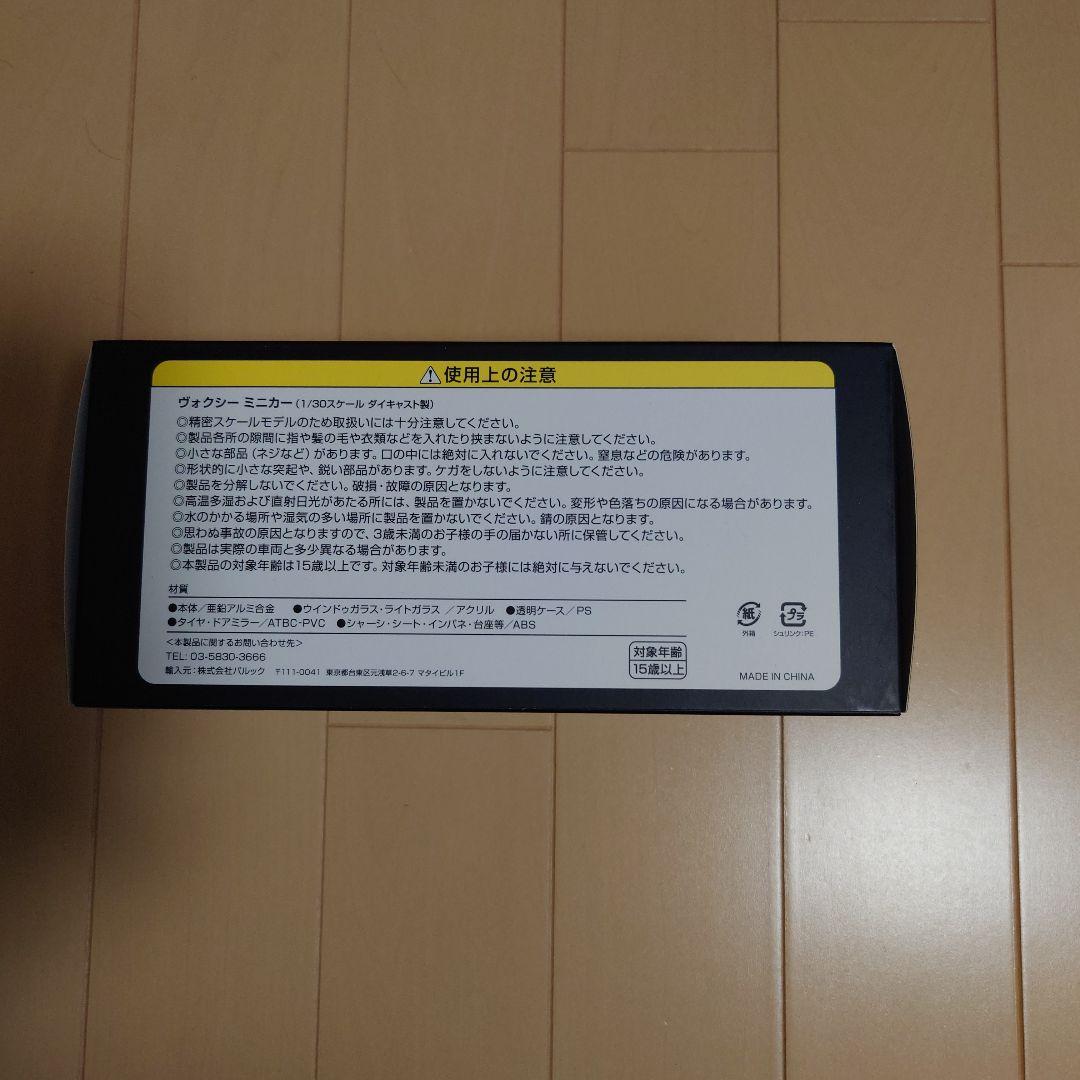 ⚠使用上の注意
ヴォクシー ミニカー(1/30スケール ダイキャスト製)
◎精密スケールモデルのため取扱いには十分注意してください。
◎製品各所の隙間に指や髪の毛や衣類などを入れたり挟まないように注意してください。
◎小さな部品(ネジなど)があります。口の中には絶対に入れないでください。窒息などの危険があります。
◎形状的に小さな突起や、鋭い部品があります。ケガをしないように注意してください。
◎製品を分解しないでください。破損・故障の原因となります。
◎高温多湿および直射日光があたる所には、製品を置かないでください。変形や色落ちの原因になる場合があります。
◎水のかかる場所や湿気の多い場所に製品を置かないでください。錆の原因となります。
◎思わぬ事故の原因となりますので、3歳未満のお子様の手の届かない所に保管してください。
◎製品は実際の車両と多少異なる場合があります。
◎本製品の対象年齢は15歳以上です。対象年齢未満のお子様には絶対に与えないでください。
材質
●本体/亜鉛アルミ合金 ●ウインドゥガラス・ライトガラス/アクリル ●透明ケース/PS
●タイヤ・ドアミラー/ATBC-PVC ●シャーシ・シート・インパネ・台座等/ABS
<本製品に関するお問い合わせ先>
TEL: 03-5830-3666
輸入元:株式会社バルック 〒111-0041 東京都台東区元浅草2-6-7 マタイビル1F
対象年齢
15歳以上
紙
外箱
プラ
シュリンク:PE
MADE IN CHINA